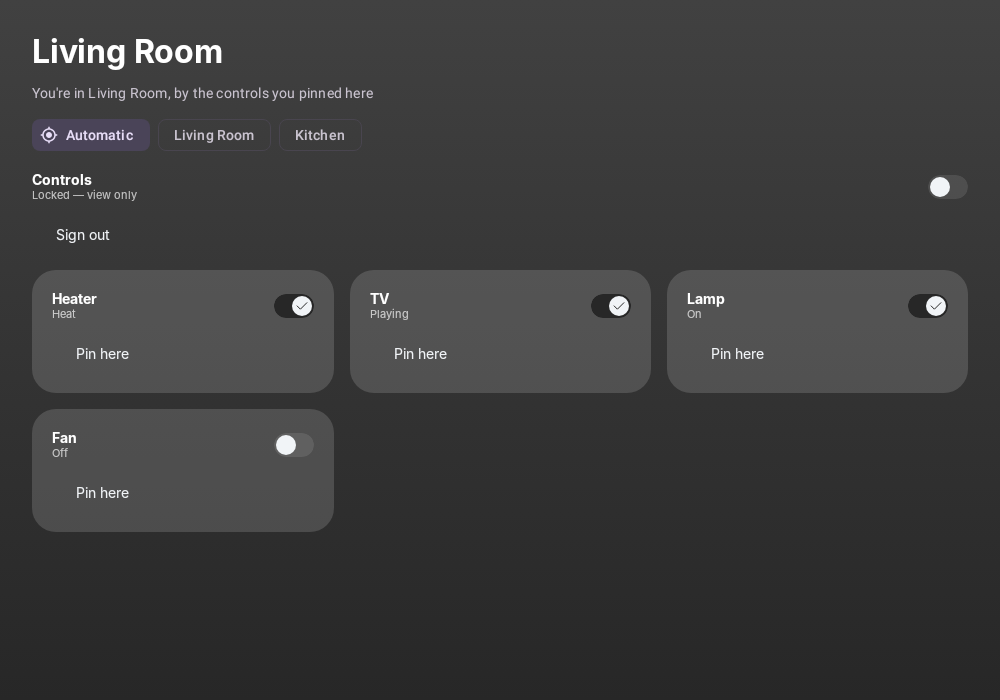 Living Room
You're in Living Room, by the controls you pinned here
Automatic
Living Room
Kitchen
Controls
Locked — view only
Sign out
Heater
Heat
Pin here
TV
Playing
Pin here
Lamp
On
Pin here
Fan
Off
Pin here